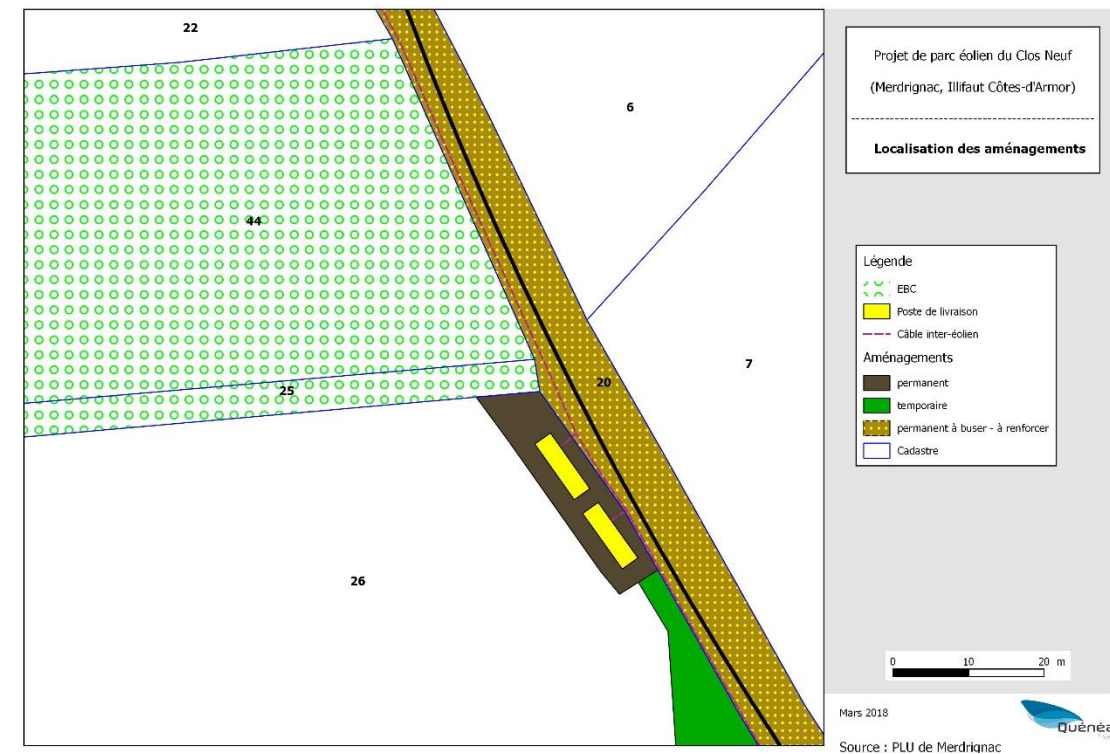 22
6
44
25
20
7
26
Projet de parc éolien du Clos Neuf
(Merdrignac, Illifaut Côtes-d'Armor)
Localisation des aménagements
Légende
EBC
Poste de livraison
Câble inter-éolien
Aménagements
permanent
temporaire
permanent à buser - à renforcer
Cadastre
0 10 20 m
Mars 2018
Quénéa
Source : PLU de Merdrignac